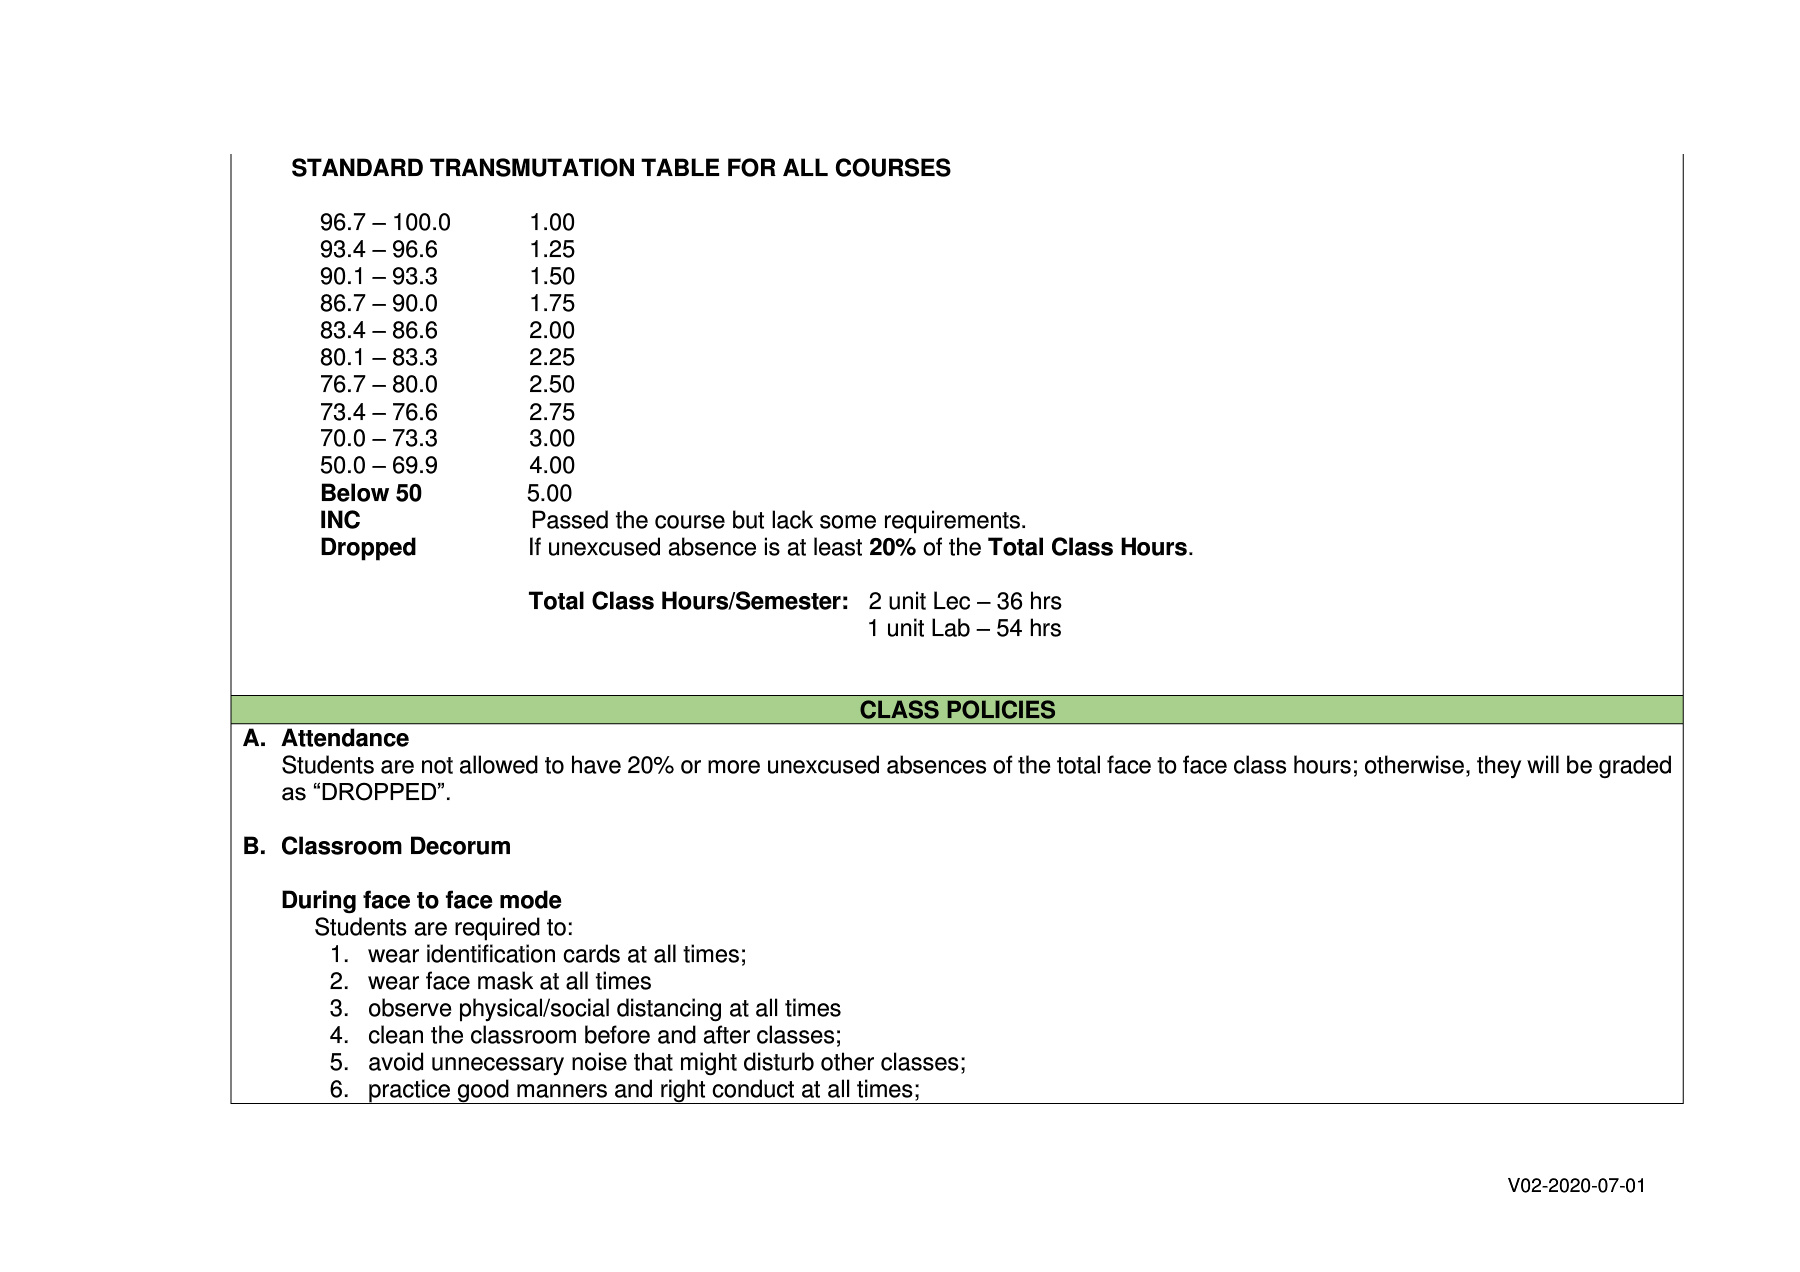 STANDARD TRANSMUTATION TABLE FOR ALL COURSES
96.7 – 100.0 1.00
93.4 – 96.6 1.25
90.1 – 93.3 1.50
86.7 – 90.0 1.75
83.4 – 86.6 2.00
80.1 – 83.3 2.25
76.7 – 80.0 2.50
73.4 – 76.6 2.75
70.0 – 73.3 3.00
50.0 – 69.9 4.00
Below 50 5.00
INC Passed the course but lack some requirements.
Dropped If unexcused absence is at least 20% of the Total Class Hours.
Total Class Hours/Semester: 2 unit Lec – 36 hrs
1 unit Lab – 54 hrs
CLASS POLICIES
A. Attendance
Students are not allowed to have 20% or more unexcused absences of the total face to face class hours; otherwise, they will be graded
as “DROPPED”.
B. Classroom Decorum
During face to face mode
Students are required to:
1. wear identification cards at all times;
2. wear face mask at all times
3. observe physical/social distancing at all times
4. clean the classroom before and after classes;
5. avoid unnecessary noise that might disturb other classes;
6. practice good manners and right conduct at all times;
V02-2020-07-01